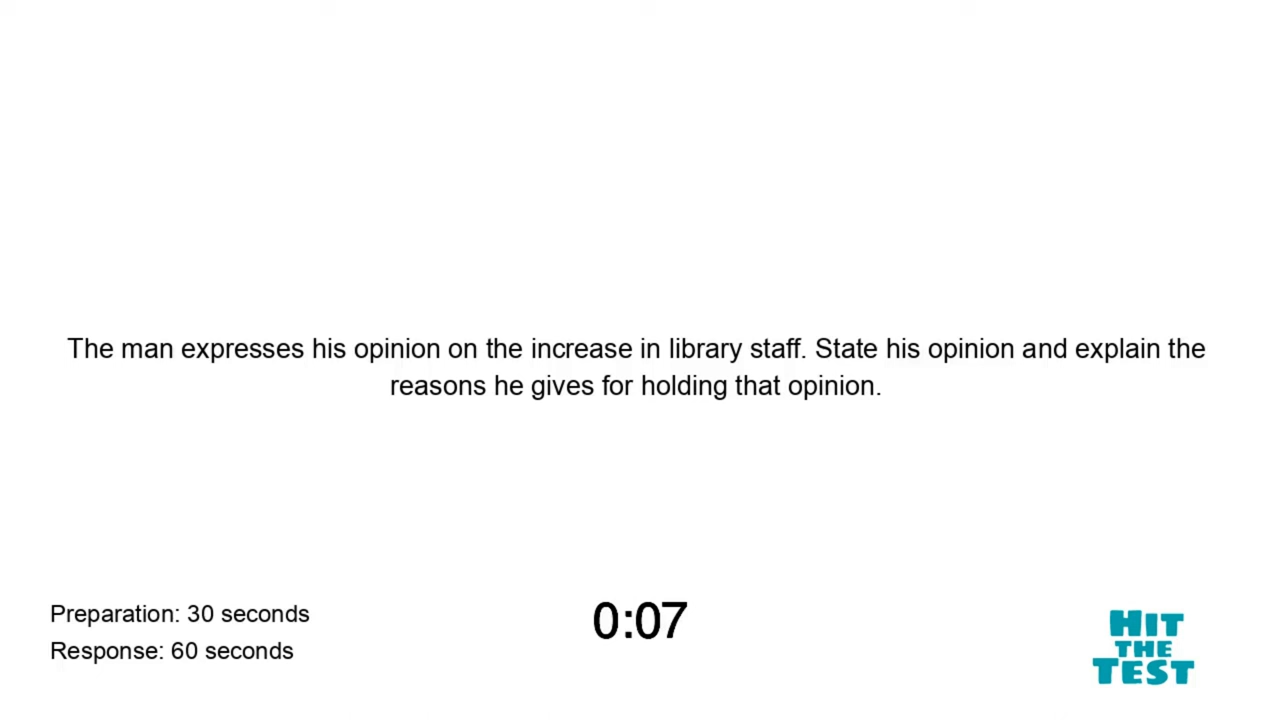 The man expresses his opinion on the increase in library staff. State his opinion and explain the
reasons he gives for holding that opinion.
Preparation: 30 seconds
Response: 60 seconds
0:07
HIT
THE
TEST